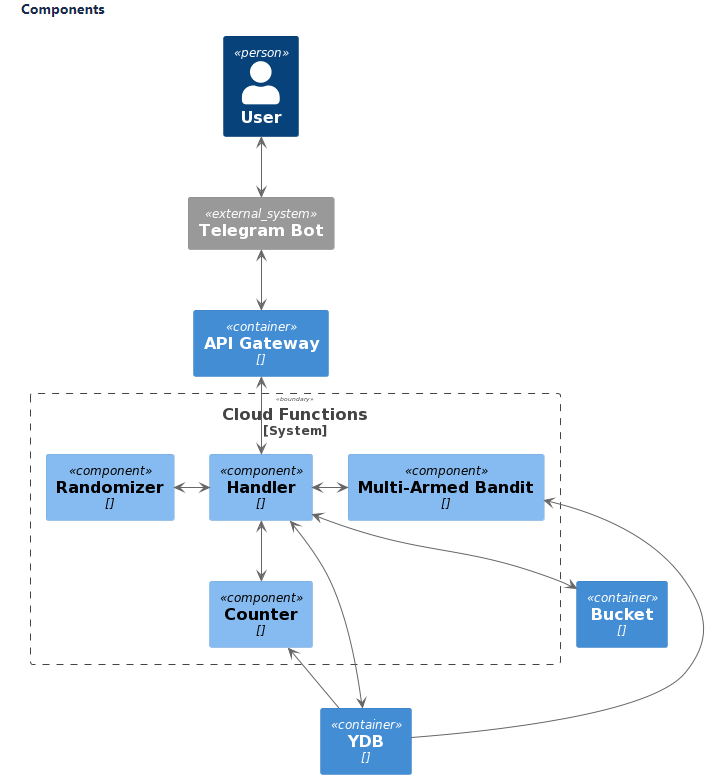 Components
«person»
User
«external_system»
Telegram Bot
«container»
API Gateway
[]
«boundary»
Cloud Functions
[System]
«component»
Randomizer
[]
«component»
Handler
[]
«component»
Multi-Armed Bandit
[]
«component»
Counter
[]
«container»
Bucket
[]
«container»
YDB
[]